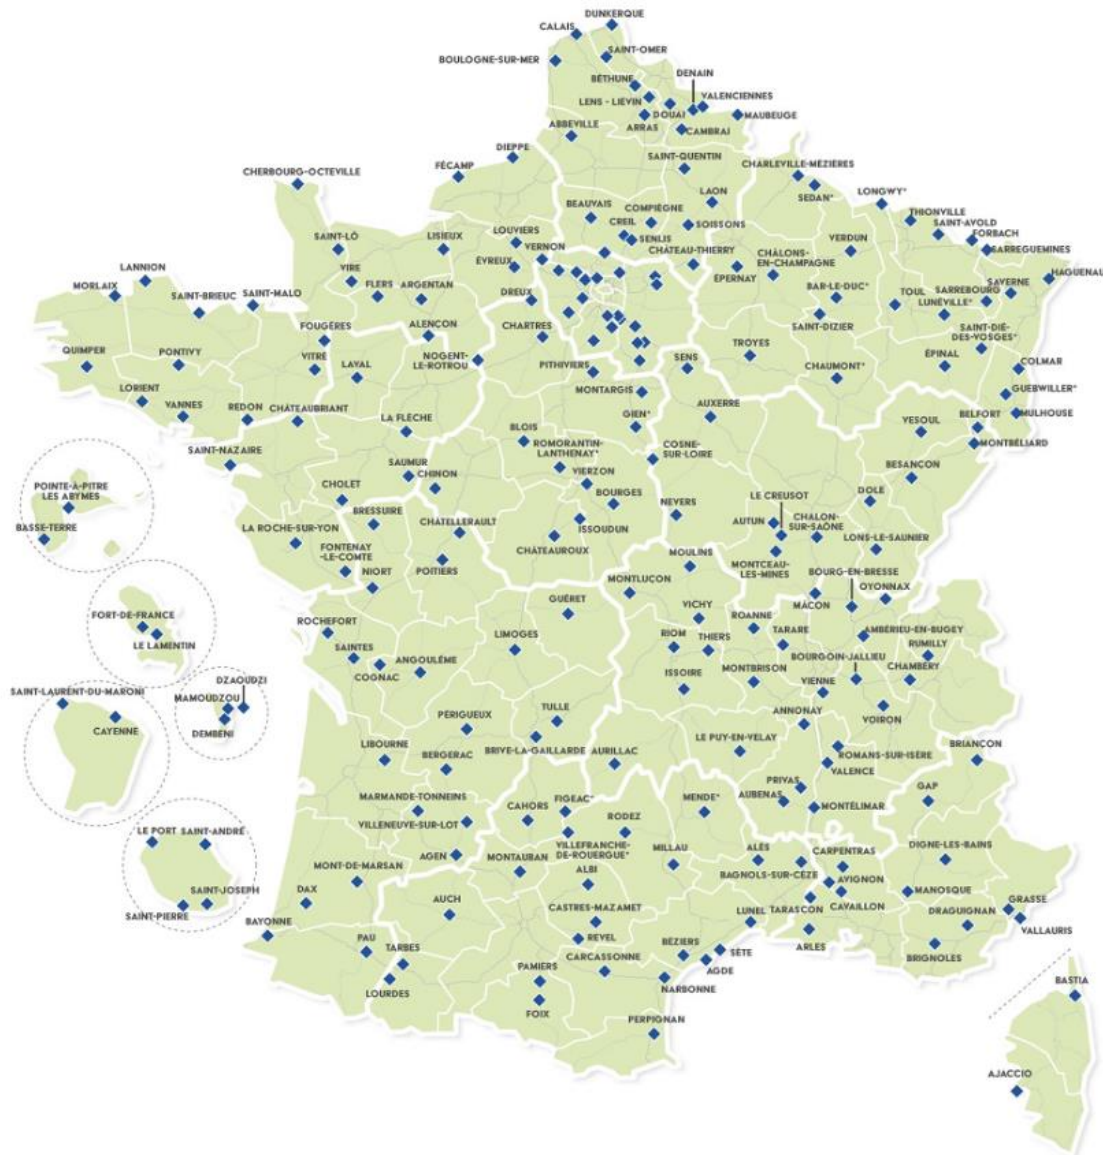 DUNKERQUE
CALAIS
SAINT-OMER
BOULOGNE-SUR-MER
DENAIN
BÉTHUNE
VALENCIENNES
LENS - LIÉVIN
DOUAI
MAUBEUGE
ARRAS
CAMBRAI
ABBEVILLE
DIEPPE
SAINT-QUENTIN
CHARLEVILLE-MÉZIÈRES
FÉCAMP
CHERBOURG-OCTEVILLE
SEDAN*
LONGWY*
LAON
BEAUVAIS
COMPIÈGNE
THIONVILLE
SAINT-AVOLD
CREIL
SOISSONS
FORBACH
SAINT-LÔ
LISIEUX
LOUVIERS
SENLIS
VERDUN
SARREGUEMINES
VERNON
CHÂTEAU-THIERRY
CHÂLONS-
EN-CHAMPAGNE
ÉVREUX
ÉPERNAY
HAGUENAU
LANNION
VIRE
SAVERNE
MORLAIX
FLERS
ARGENTAN
DREUX
BAR-LE-DUC*
TOUL
SARREBOURG
LUNÉVILLE*
SAINT-BRIEUC
SAINT-MALO
SAINT-DIZIER
FOUGÈRES
ALENÇON
CHARTRES
SAINT-DIÉ-
DES-VOSGES*
QUIMPER
PONTIVY
VITRÉ
LAVAL
NOGENT-
LE-ROTROU
PITHIVIERS
SENS
TROYES
CHAUMONT*
ÉPINAL
COLMAR
LORIENT
VANNES
REDON
CHÂTEAUBRIANT
MONTARGIS
GUEBWILLER*
AUXERRE
LA FLÈCHE
GIEN*
VESOUL
BELFORT
MULHOUSE
BLOIS
MONTBÉLIARD
SAINT-NAZAIRE
ROMORANTIN-
LANTHENAY*
COSNE-
SUR-LOIRE
SAUMUR
CHINON
VIERZON
BESANÇON
POINTE-À-PITRE
LES ABYMES
CHOLET
BOURGES
NEVERS
LE CREUSOT
DOLE
BASSE-TERRE
LA ROCHE-SUR-YON
BRESSUIRE
CHÂTELLERAULT
ISSOUDUN
AUTUN
CHALON-
SUR-SAÔNE
CHÂTEAUROUX
LONS-LE-SAUNIER
FONTENAY
-LE-COMTE
NIORT
POITIERS
MOULINS
MONTCEAU-
LES-MINES
BOURG-EN-BRESSE
MONTLUÇON
OYONNAX
GUÉRET
MÂCON
FORT-DE-FRANCE
ROCHEFORT
VICHY
ROANNE
LE LAMENTIN
LIMOGES
RIOM
THIERS
TARARE
AMBÉRIEU-EN-BUGEY
SAINTES
RUMILLY
BOURGOIN-JALLIEU
COGNAC
ANGOULÊME
MONTBRISON
CHAMBÉRY
ISSOIRE
VIENNE
DZAOUDZI
SAINT-LAURENT-DU-MARONI
MAMOUDZOU
CAYENNE
DEMBÉNI
ANNONAY
VOIRON
PÉRIGUEUX
TULLE
LE PUY-EN-VELAY
LIBOURNE
BERGERAC
BRIVE-LA-GAILLARDE
AURILLAC
ROMANS-SUR-ISÈRE
BRIANÇON
VALENCE
PRIVAS
GAP
AUBENAS
MARMANDE-TONNEINS
CAHORS
FIGEAC*
MENDE*
MONTÉLIMAR
VILLENEUVE-SUR-LOT
RODEZ
LE PORT
SAINT-ANDRÉ
VILLEFRANCHE-
DE-ROUERGUE*
AGEN
MONTAUBAN
MILLAU
ALÈS
CARPENTRAS
DIGNE-LES-BAINS
MONT-DE-MARSAN
ALBI
BAGNOLS-SUR-CÈZE
AVIGNON
SAINT-JOSEPH
DAX
AUCH
MANOSQUE
GRASSE
SAINT-PIERRE
CASTRES-MAZAMET
LUNEL
TARASCON
CAVAILLON
DRAGUIGNAN
BAYONNE
VALLAURIS
PAU
REVEL
BÉZIERS
SÈTE
ARLES
TARBES
CARCASSONNE
BRIGNOLES
PAMIERS
AGDE
LOURDES
NARBONNE
BASTIA
FOIX
PERPIGNAN
AJACCIO